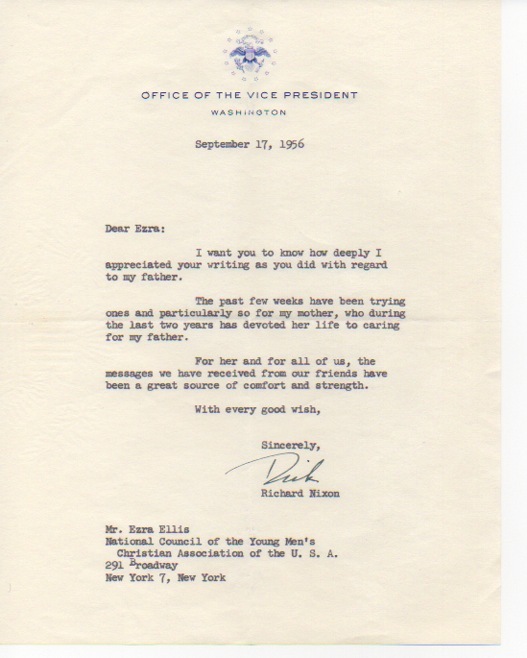 OFFICE OF THE VICE PRESIDENT
WASHINGTON
September 17, 1956
Dear Ezra:
I want you to know how deeply I
appreciated your writing as you did with regard
to my father.
The past few weeks have been trying
ones and particularly so for my mother, who during
the last two years has devoted her life to caring
for my father.
For her and for all of us, the
messages we have received from our friends have
been a great source of comfort and strength.
With every good wish,
Sincerely,
Dick
Richard Nixon
Mr. Ezra Ellis
National Council of the Young Men's
Christian Association of the U. S. A.
291 Broadway
New York 7, New York